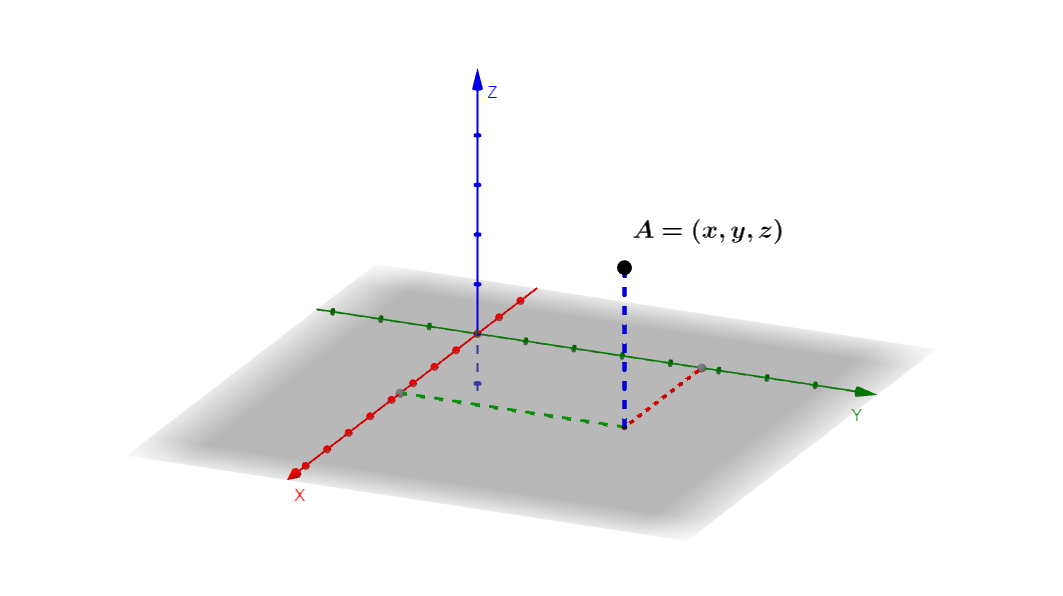 Z
A = (x, y, z)
Y
X